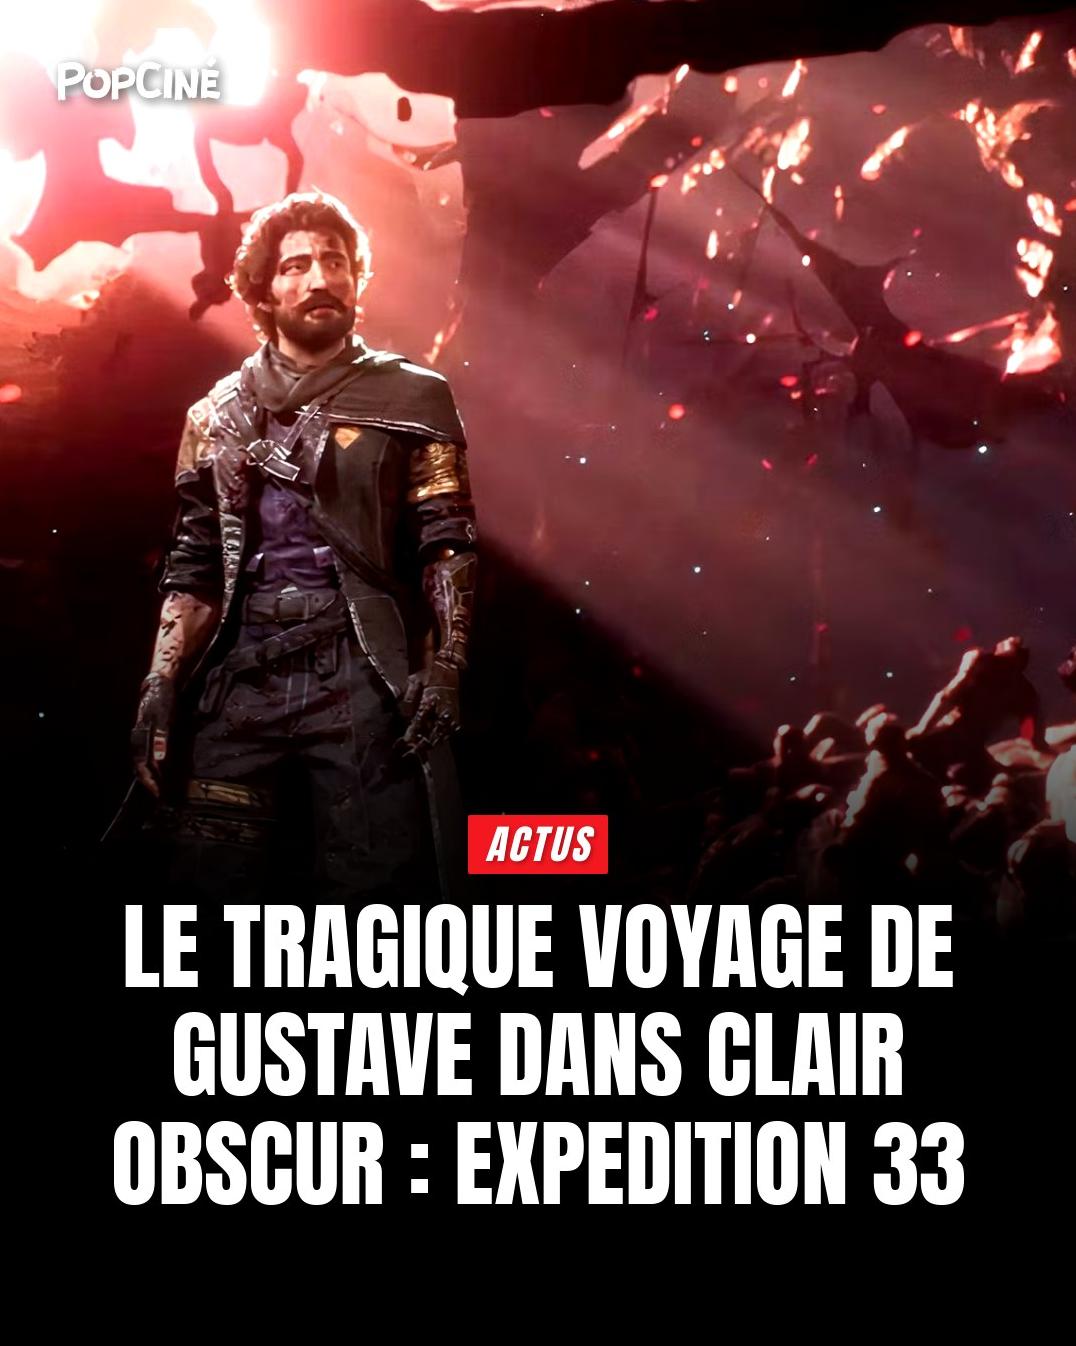 POPCINÉ
ACTUS
LE TRAGIQUE VOYAGE DE
GUSTAVE DANS CLAIR
OBSCUR : EXPEDITION 33